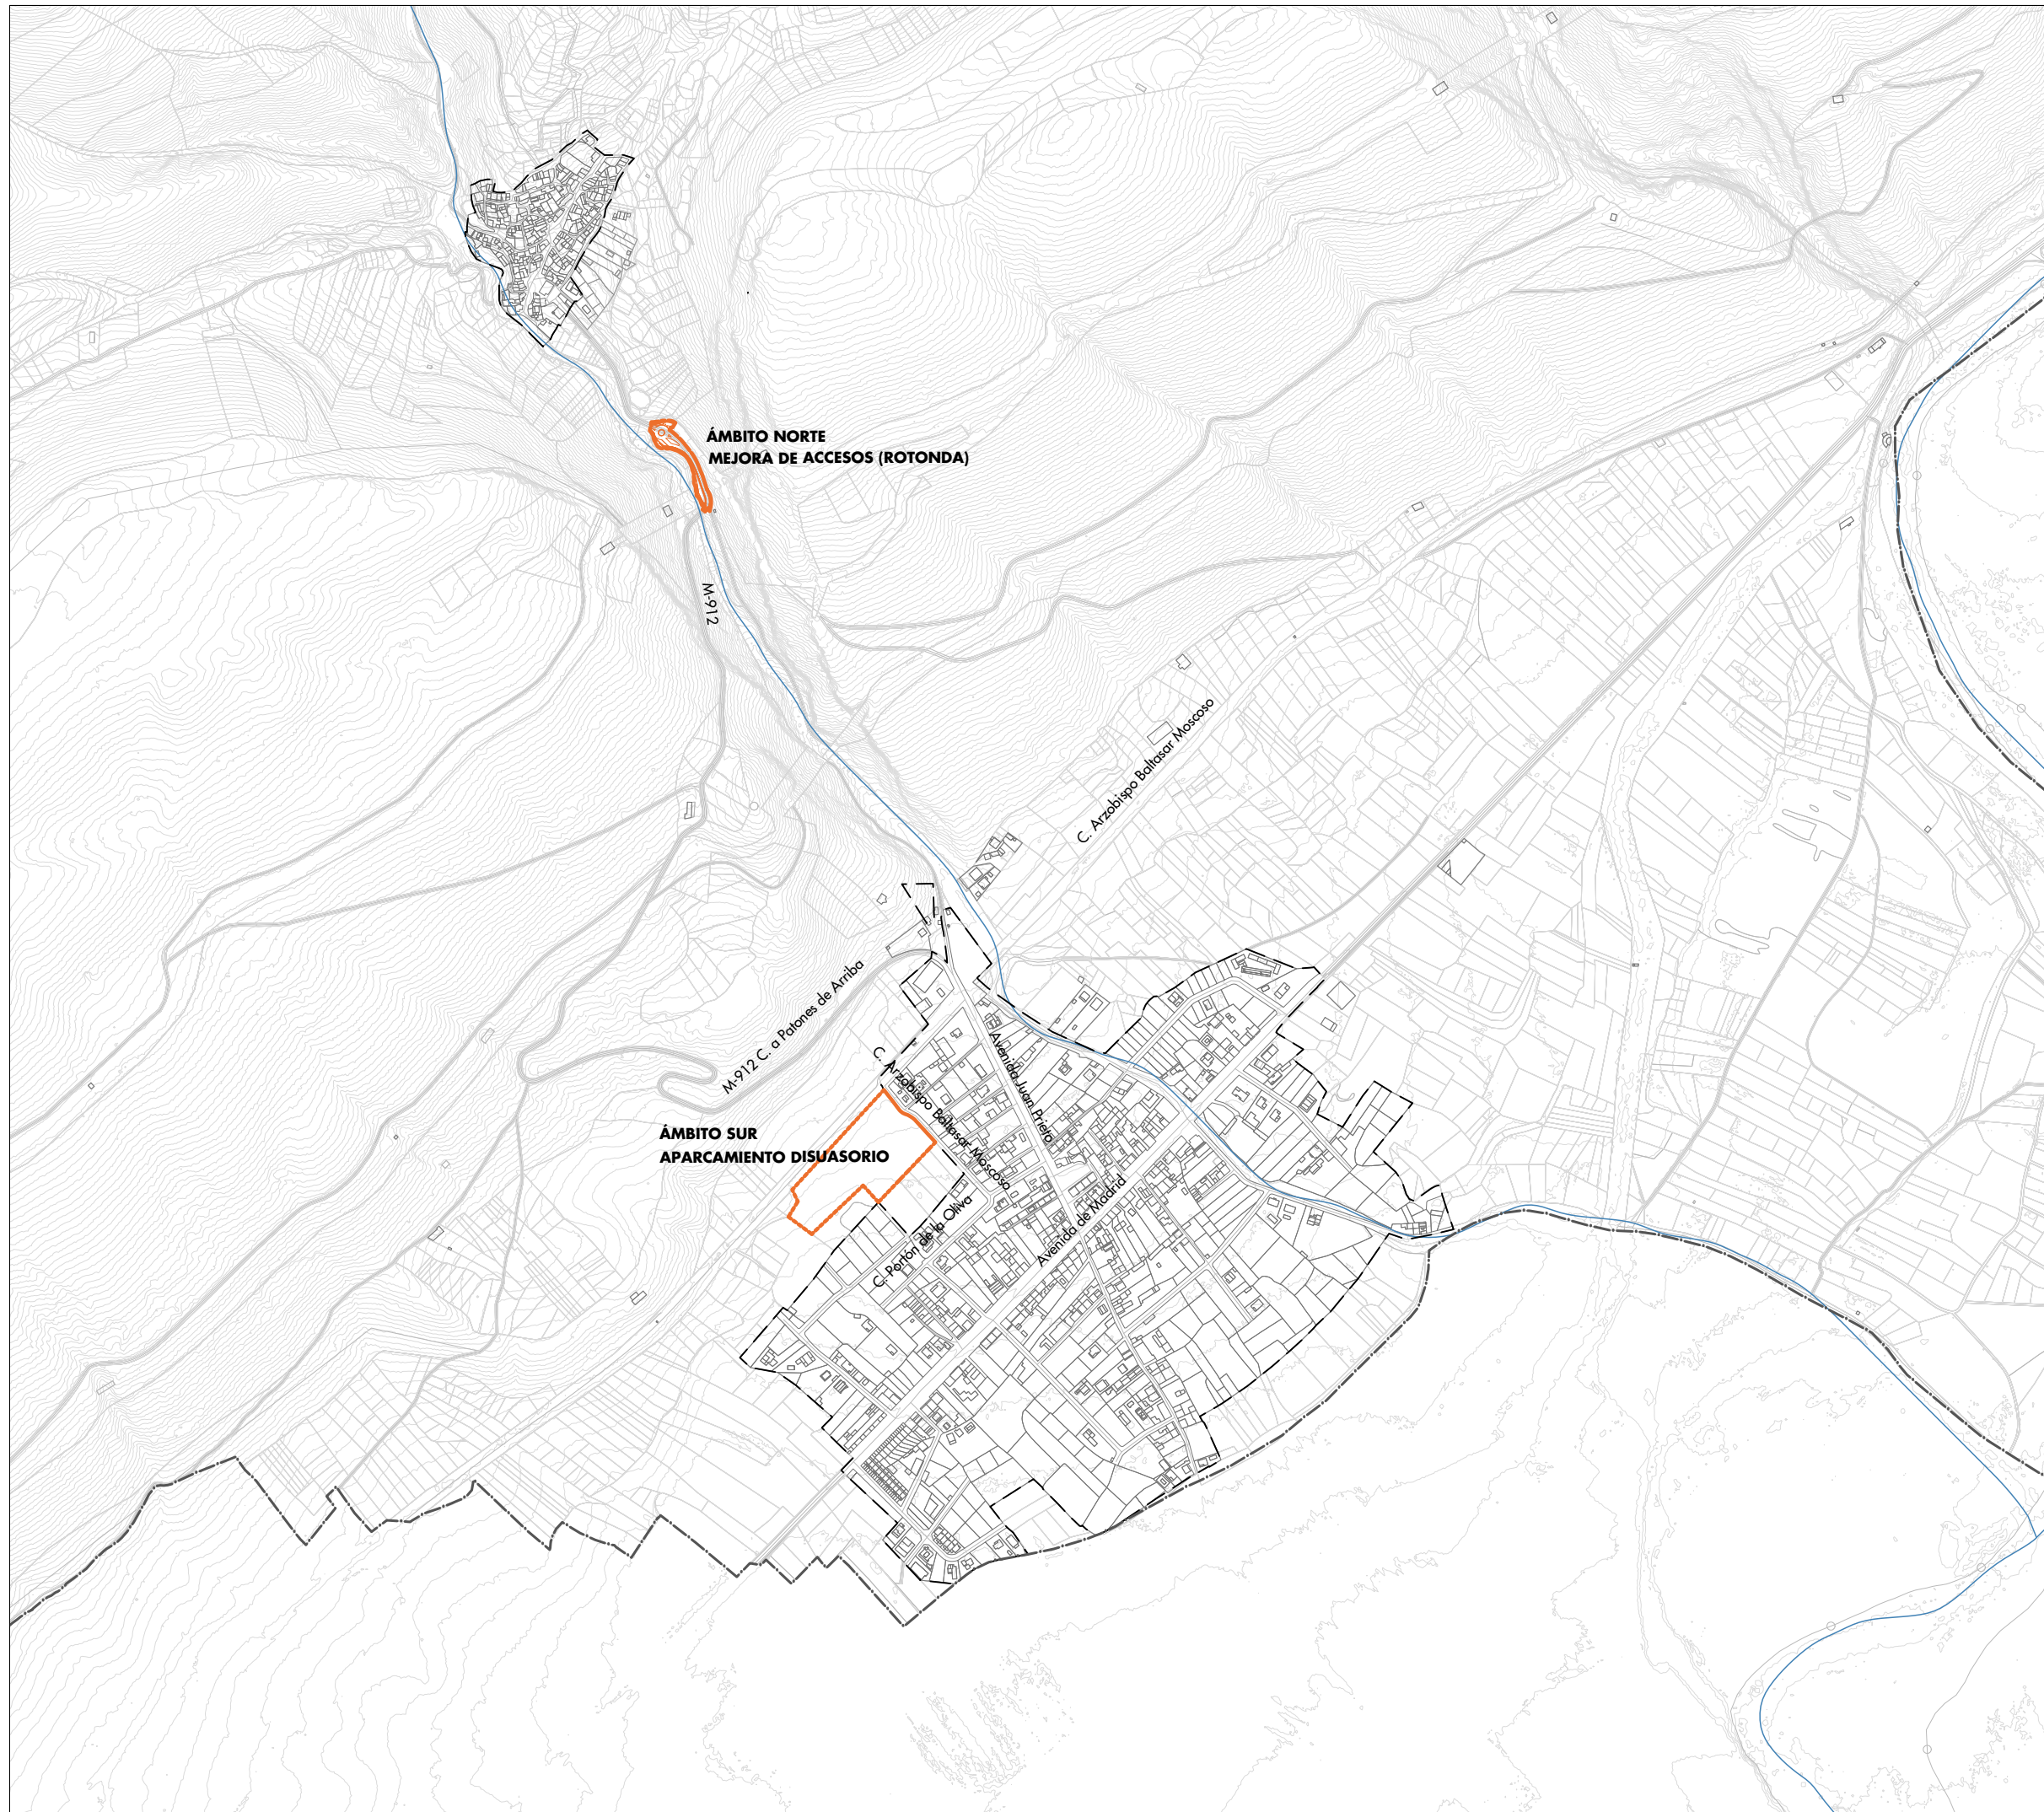 ÁMBITO NORTE
MEJORA DE ACCESOS (ROTONDA)
M-912
C. Arzobispo Baltasar Moscoso
M-912 C. a Patones de Arriba
C. Arzobispo Baltasar Moscoso
Avenida Juan Prieto
ÁMBITO SUR
APARCAMIENTO DISUASORIO
C. Portón de la Oliva
Avenida de Madrid